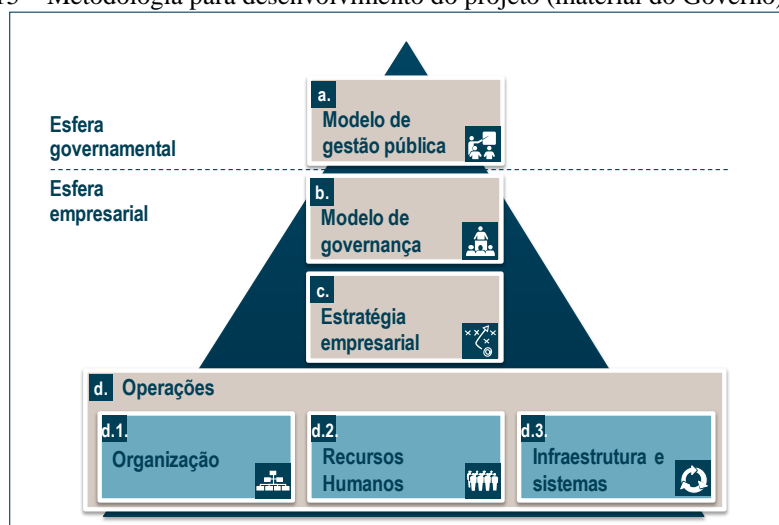 Metodologia para desenvolvimento do projeto (material do Governo)
a.
Modelo de
gestão pública
Esfera
governamental
Esfera
empresarial
b.
Modelo de
governança
c.
Estratégia
empresarial
d. Operações
d.1.
Organização
d.2.
Recursos
Humanos
d.3.
Infraestrutura e
sistemas